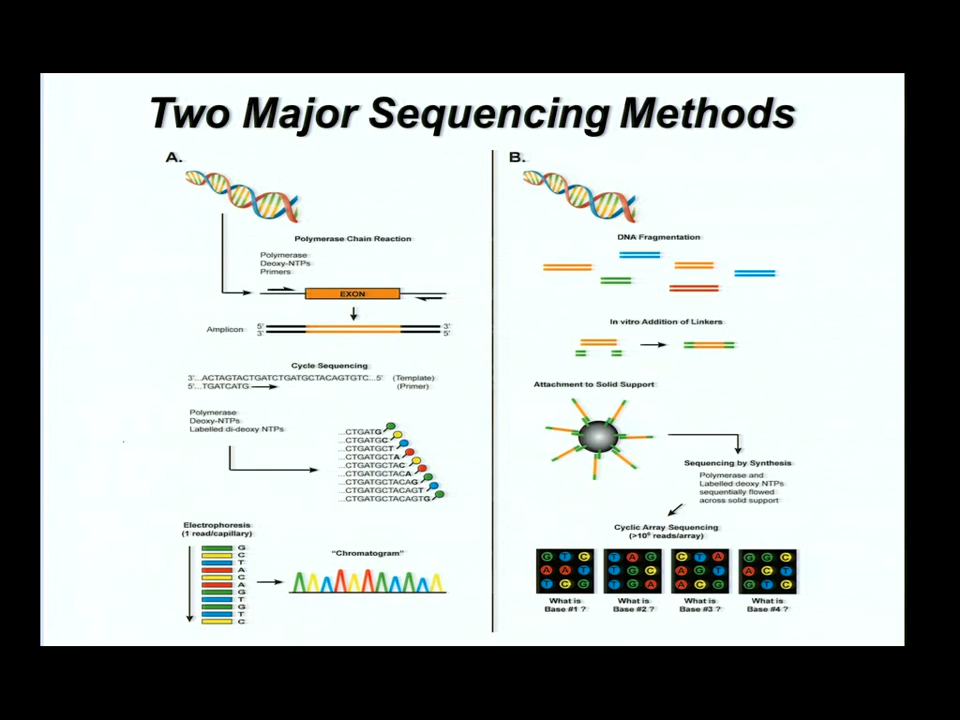 Two Major Sequencing Methods
A.
Polymerase Chain Reaction
Polymerase
Deoxy-NTPs
Primers
EXON
Amplicon
5' 3'
3' 5'
Cycle Sequencing
3'...ACTAGTACTGATCTGATGCTACAGTGTC...5' (Template)
5'...TGATCATG (Primer)
Polymerase
Deoxy-NTPs
Labelled di-deoxy NTPs
...CTGATG
...CTGATGC
...CTGATGCT
...CTGATGCTA
...CTGATGCTAC
...CTGATGCTACA
...CTGATGCTACAG
...CTGATGCTACAGT
...CTGATGCTACAGTG
Electrophoresis
(1 read/capillary)
G
C
T
A
C
A
G
T
G
T
C
"Chromatogram"
B.
DNA Fragmentation
In vitro Addition of Linkers
Attachment to Solid Support
Sequencing by Synthesis
Polymerase and
Labelled deoxy NTPs
sequentially flowed
across solid support
Cyclic Array Sequencing
(>10⁶ reads/array)
G T C T A G C T A G G C
A A T T G C G T G A C T
T C G T G A A C G G T C
What is What is What is What is
Base #1 ? Base #2 ? Base #3 ? Base #4 ?